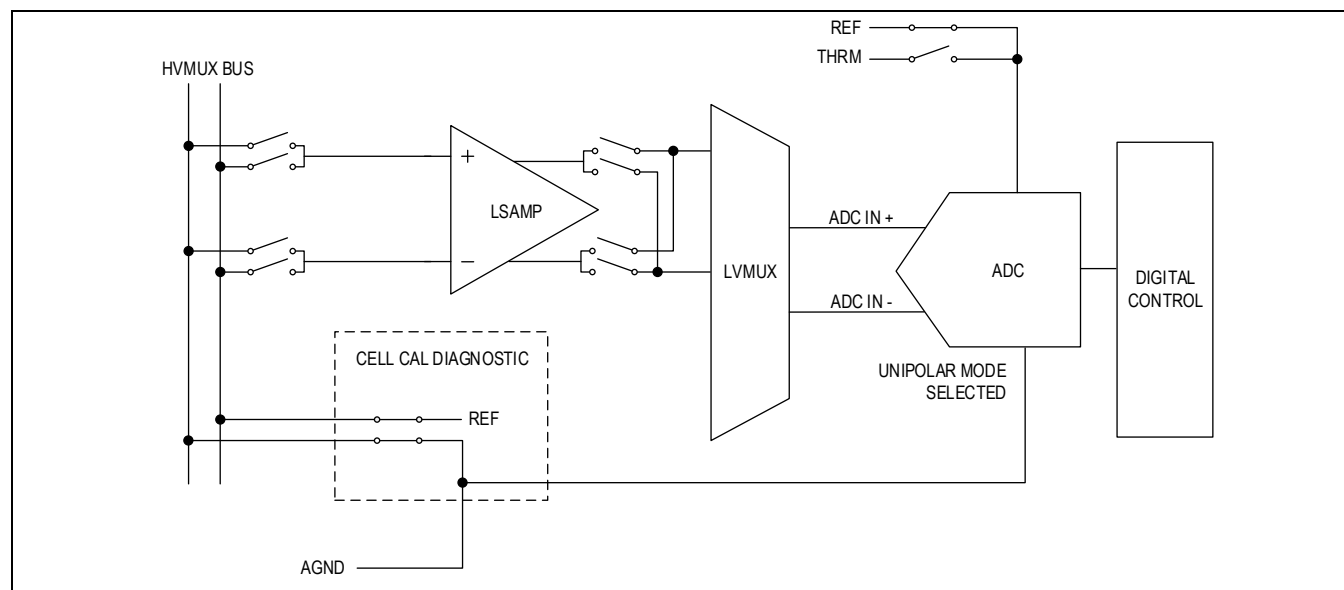 REF
THRM
HVMUX BUS
+
LSAMP
−
LVMUX
ADC IN +
ADC IN -
ADC
DIGITAL
CONTROL
UNIPOLAR MODE
SELECTED
CELL CAL DIAGNOSTIC
REF
AGND